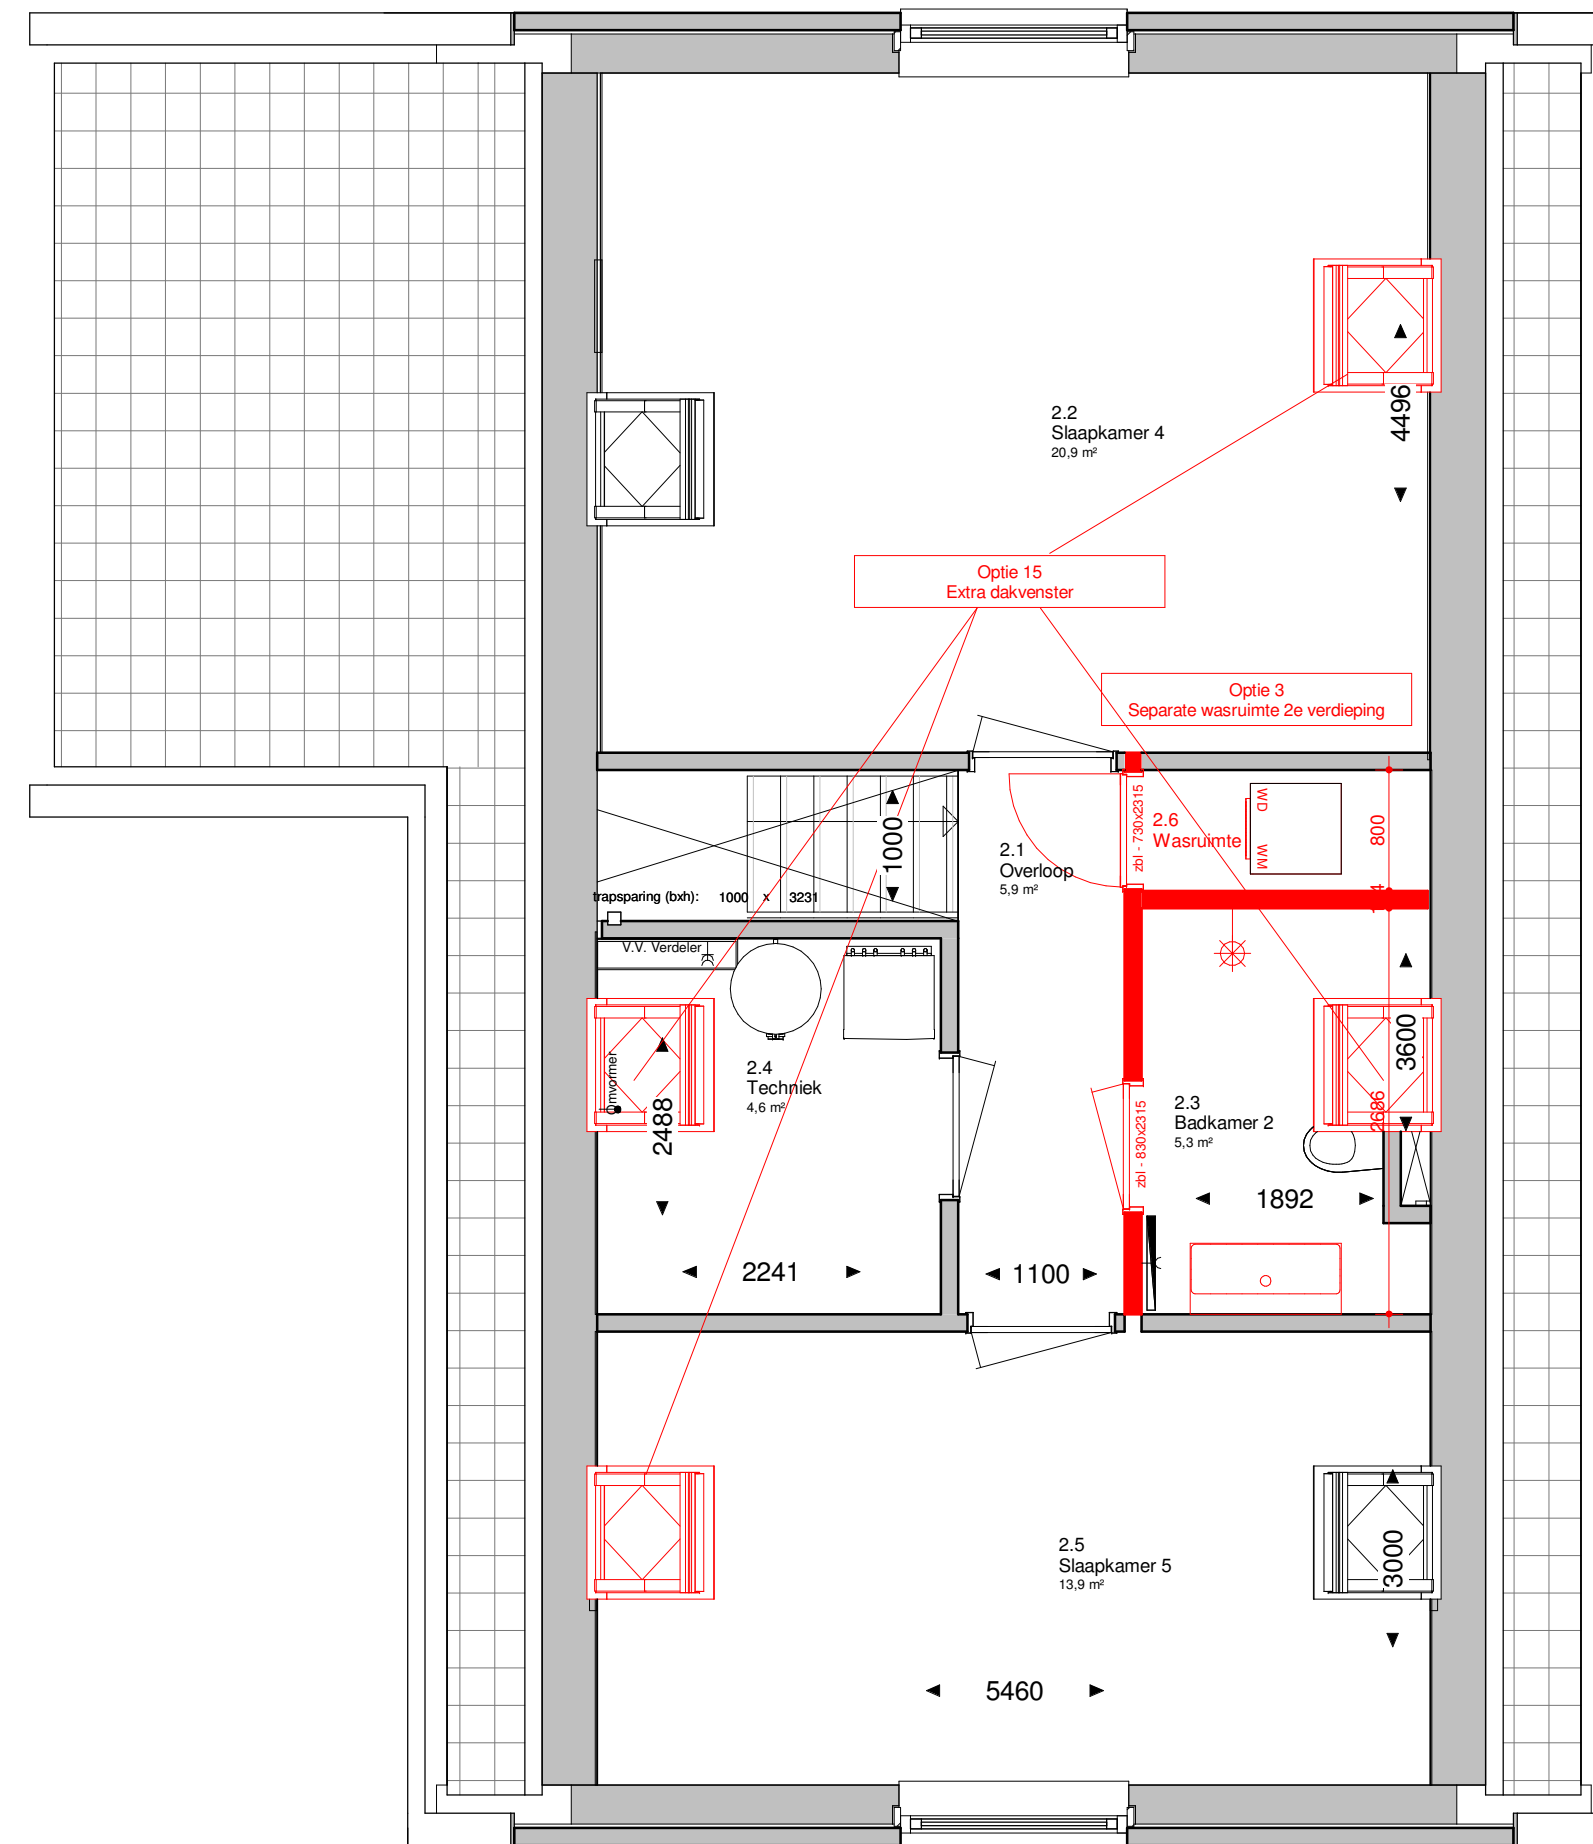 2.2
Slaapkamer 4
20,9 m²
4496
Optie 15
Extra dakvenster
Optie 3
Separate wasruimte 2e verdieping
1000
trapsparing (bxh): 1000 x 3231
2.1
Overloop
5,9 m²
zbl - 730x2315
2.6
Wasruimte
WD
WM
800
V.V. Verdeler
Omvormer
2488
2.4
Techniek
4,6 m²
2241
1100
zbl - 830x2315
2.3
Badkamer 2
5,3 m²
3600
2686
1892
2.5
Slaapkamer 5
13,9 m²
3000
5460